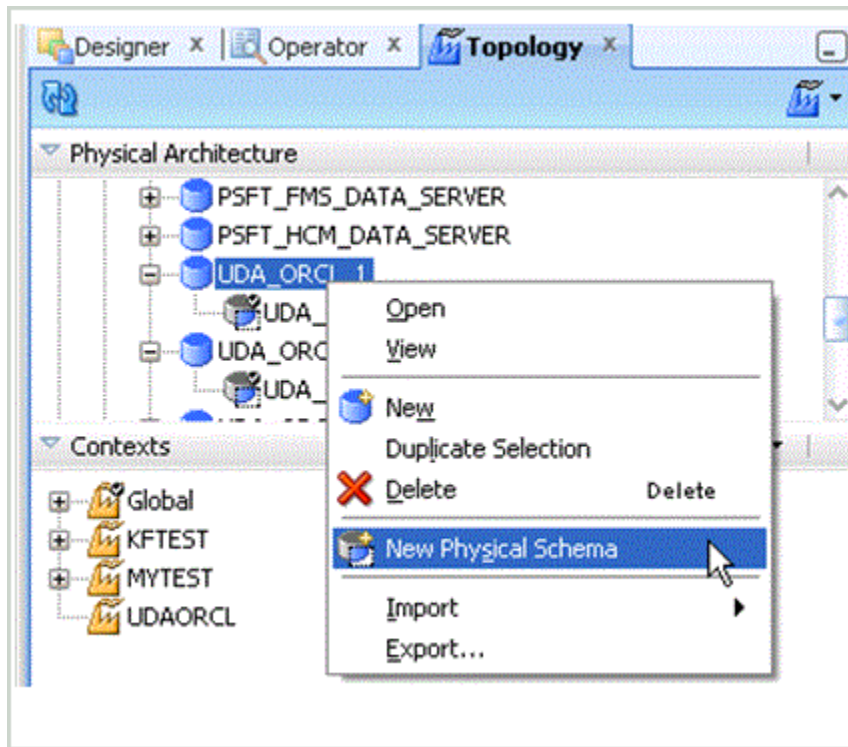 Designer Operator Topology
Physical Architecture
PSFT_FMS_DATA_SERVER
PSFT_HCM_DATA_SERVER
UDA_ORCL_1
UDA_
UDA_ORC
UDA_
Contexts
Global
KFTEST
MYTEST
UDAORCL
Open
View
New
Duplicate Selection
Delete Delete
New Physical Schema
Import
Export...